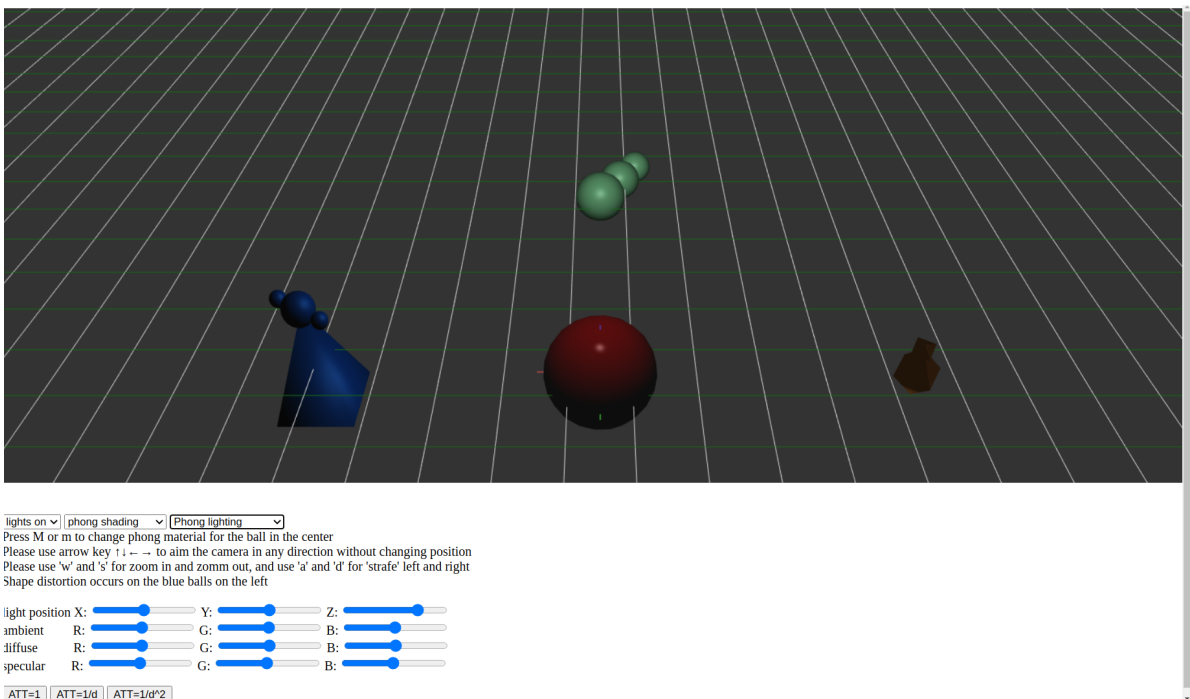 lights on phong shading Phong lighting
Press M or m to change phong material for the ball in the center
Please use arrow key ↑↓←→ to aim the camera in any direction without changing position
Please use 'w' and 's' for zoom in and zomm out, and use 'a' and 'd' for 'strafe' left and right
Shape distortion occurs on the blue balls on the left
light position X: Y: Z:
ambient R: G: B:
diffuse R: G: B:
specular R: G: B:
ATT=1 ATT=1/d ATT=1/d^2